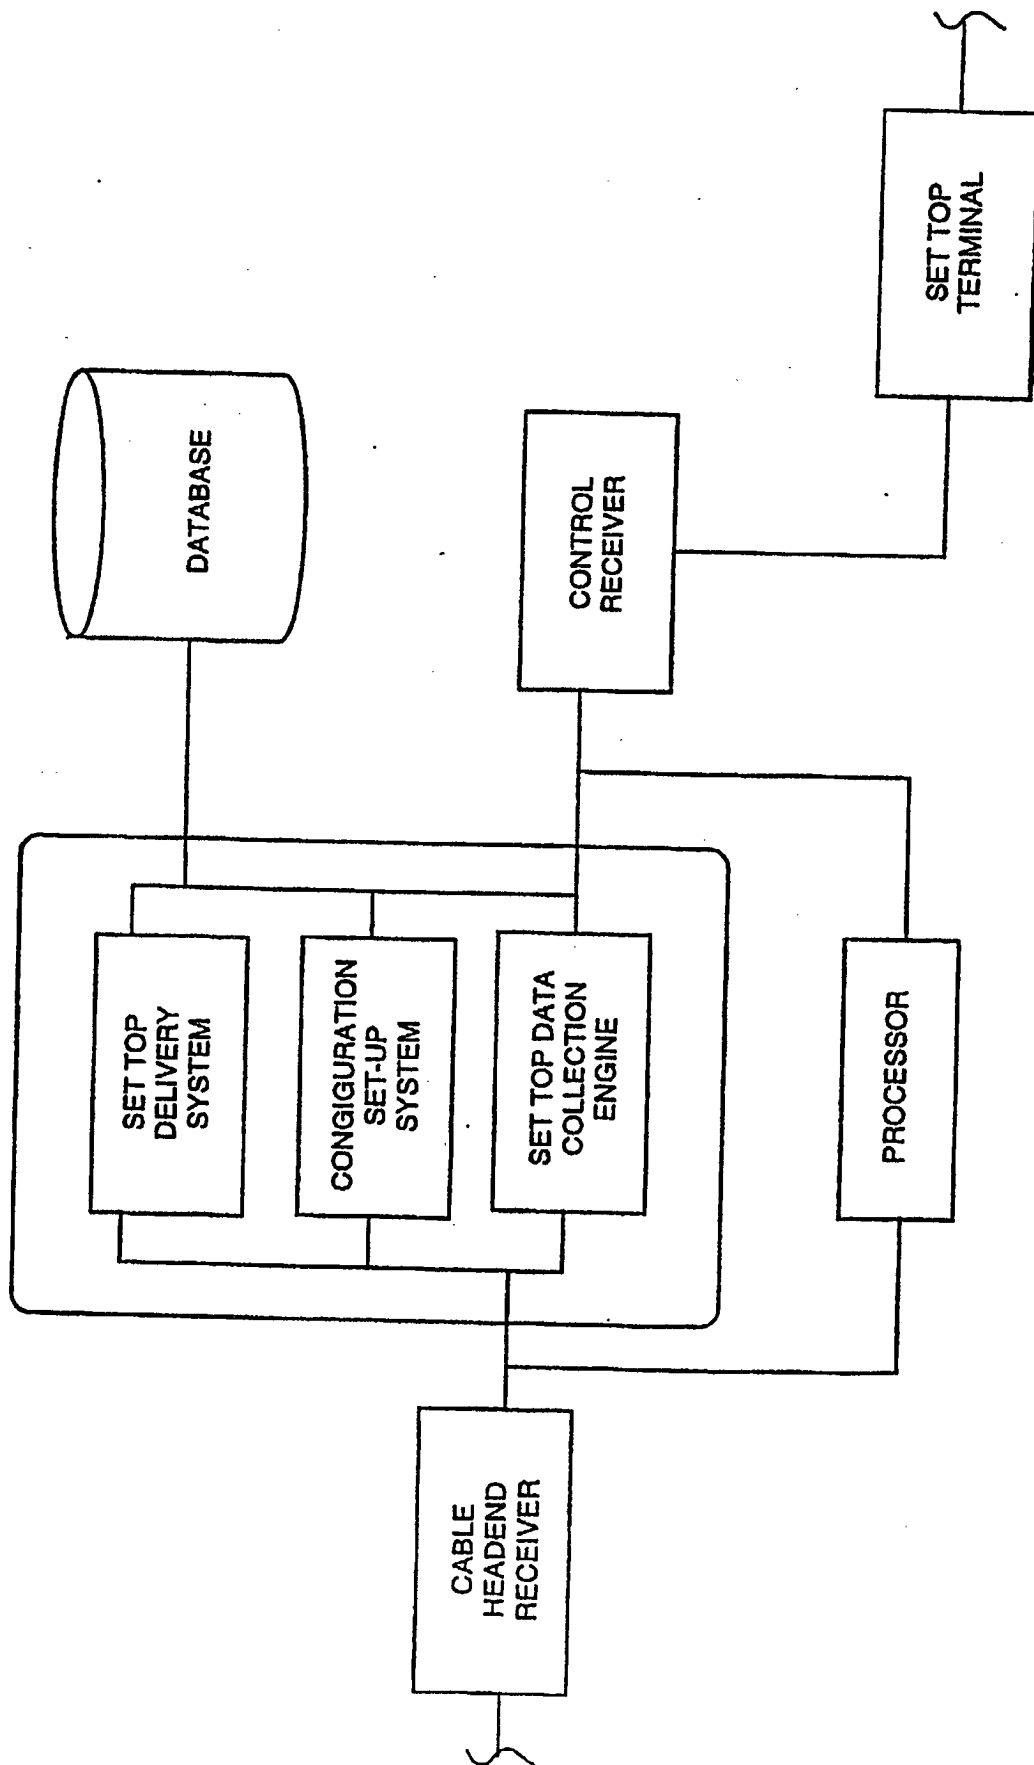 DATABASE
SET TOP
DELIVERY
SYSTEM
CONGIGURATION
SET-UP
SYSTEM
SET TOP DATA
COLLECTION
ENGINE
CABLE
HEADEND
RECEIVER
CONTROL
RECEIVER
PROCESSOR
SET TOP
TERMINAL